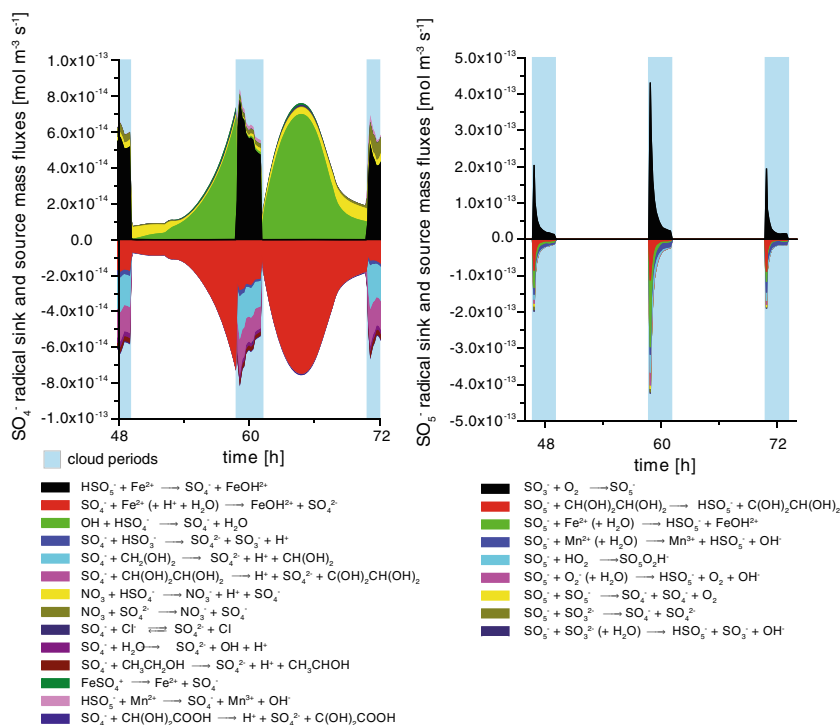 SO₄⁻ radical sink and source mass fluxes [mol m⁻³ s⁻¹]
1.0x10⁻¹³
8.0x10⁻¹⁴
6.0x10⁻¹⁴
4.0x10⁻¹⁴
2.0x10⁻¹⁴
0.0
-2.0x10⁻¹⁴
-4.0x10⁻¹⁴
-6.0x10⁻¹⁴
-8.0x10⁻¹⁴
-1.0x10⁻¹³
48 60 72
time [h]
cloud periods
HSO₅⁻ + Fe²⁺ → SO₄⁻ + FeOH²⁺
SO₄⁻ + Fe²⁺ (+ H⁺ + H₂O) → FeOH²⁺ + SO₄²⁻
OH + HSO₄⁻ → SO₄⁻ + H₂O
SO₄⁻ + HSO₃⁻ → SO₄²⁻ + SO₃⁻ + H⁺
SO₄⁻ + CH₂(OH)₂ → SO₄²⁻ + H⁺ + CH(OH)₂
SO₄⁻ + CH(OH)₂CH(OH)₂ → H⁺ + SO₄²⁻ + C(OH)₂CH(OH)₂
NO₃ + HSO₄⁻ → NO₃⁻ + H⁺ + SO₄⁻
NO₃ + SO₄²⁻ → NO₃⁻ + SO₄⁻
SO₄⁻ + Cl⁻ ⇌ SO₄²⁻ + Cl
SO₄⁻ + H₂O → SO₄²⁻ + OH + H⁺
SO₄⁻ + CH₃CH₂OH → SO₄²⁻ + H⁺ + CH₃CHOH
FeSO₄⁺ → Fe²⁺ + SO₄⁻
HSO₅⁻ + Mn²⁺ → SO₄⁻ + Mn³⁺ + OH⁻
SO₄⁻ + CH(OH)₂COOH → H⁺ + SO₄²⁻ + C(OH)₂COOH
SO₅⁻ radical sink and source mass fluxes [mol m⁻³ s⁻¹]
5.0x10⁻¹³
4.0x10⁻¹³
3.0x10⁻¹³
2.0x10⁻¹³
1.0x10⁻¹³
0.0
-1.0x10⁻¹³
-2.0x10⁻¹³
-3.0x10⁻¹³
-4.0x10⁻¹³
-5.0x10⁻¹³
48 60 72
time [h]
SO₃⁻ + O₂ → SO₅⁻
SO₅⁻ + CH(OH)₂CH(OH)₂ → HSO₅⁻ + C(OH)₂CH(OH)₂
SO₅⁻ + Fe²⁺ (+ H₂O) → HSO₅⁻ + FeOH²⁺
SO₅⁻ + Mn²⁺ (+ H₂O) → Mn³⁺ + HSO₅⁻ + OH⁻
SO₅⁻ + HO₂ → SO₅O₂H⁻
SO₅⁻ + O₂⁻ (+ H₂O) → HSO₅⁻ + O₂ + OH⁻
SO₅⁻ + SO₅⁻ → SO₄⁻ + SO₄⁻ + O₂
SO₅⁻ + SO₃²⁻ → SO₄⁻ + SO₄²⁻
SO₅⁻ + SO₃²⁻ (+ H₂O) → HSO₅⁻ + SO₃⁻ + OH⁻